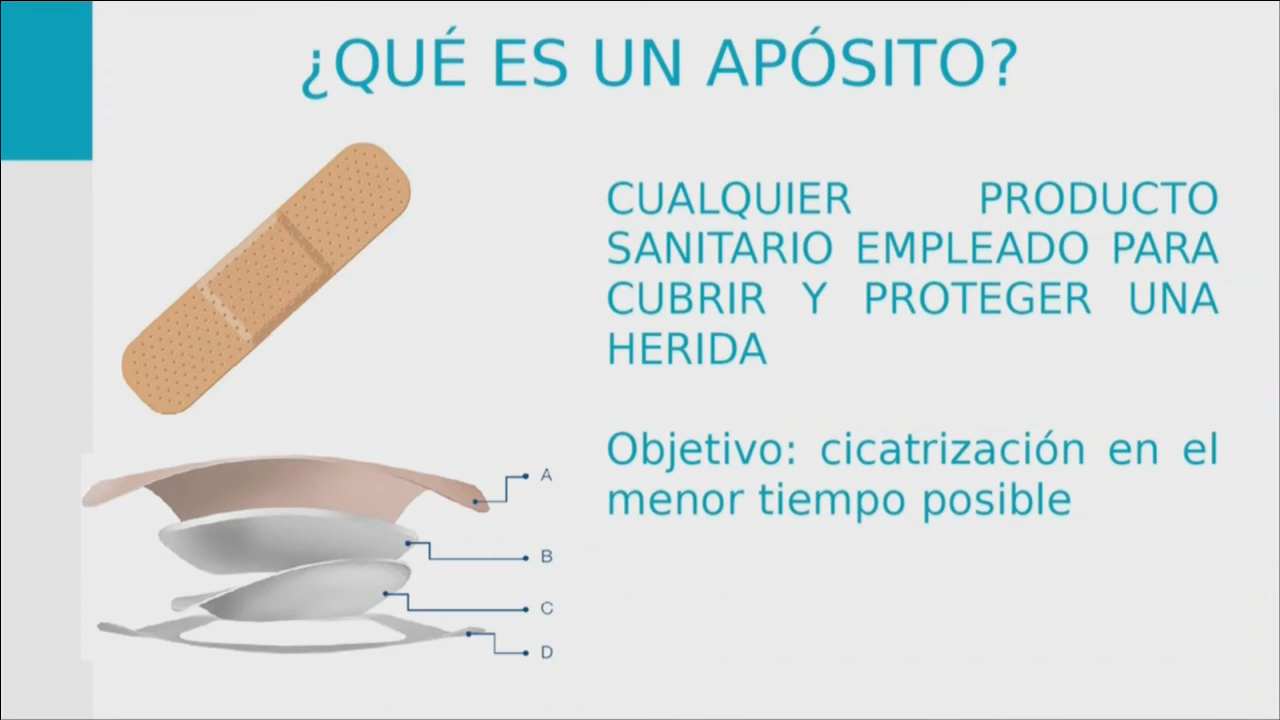 ¿QUÉ ES UN APÓSITO?
CUALQUIER PRODUCTO
SANITARIO EMPLEADO PARA
CUBRIR Y PROTEGER UNA
HERIDA
Objetivo: cicatrización en el
menor tiempo posible
A
B
C
D